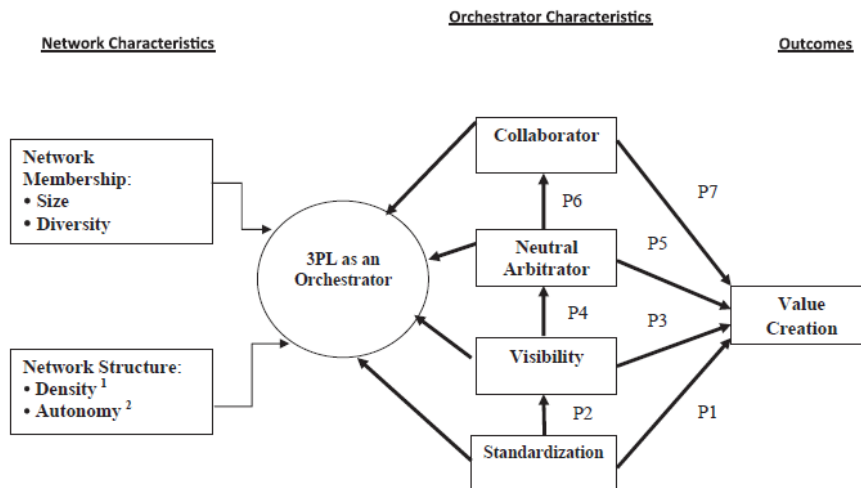 Orchestrator Characteristics
Network Characteristics
Outcomes
Collaborator
Network
Membership:
• Size
• Diversity
P6
P7
3PL as an
Orchestrator
Neutral
Arbitrator
P5
Value
Creation
P4
P3
Network Structure:
• Density 1
• Autonomy 2
Visibility
P2
P1
Standardization